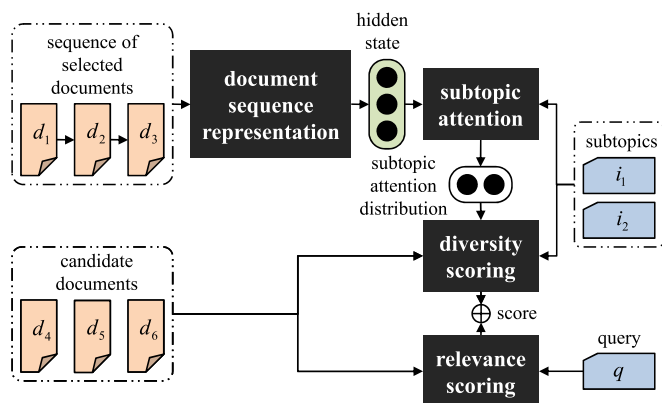 sequence of
selected
documents
d₁ d₂ d₃
document
sequence
representation
hidden
state
subtopic
attention
subtopic
attention
distribution
subtopics
i₁
i₂
candidate
documents
d₄ d₅ d₆
diversity
scoring
score
relevance
scoring
query
q